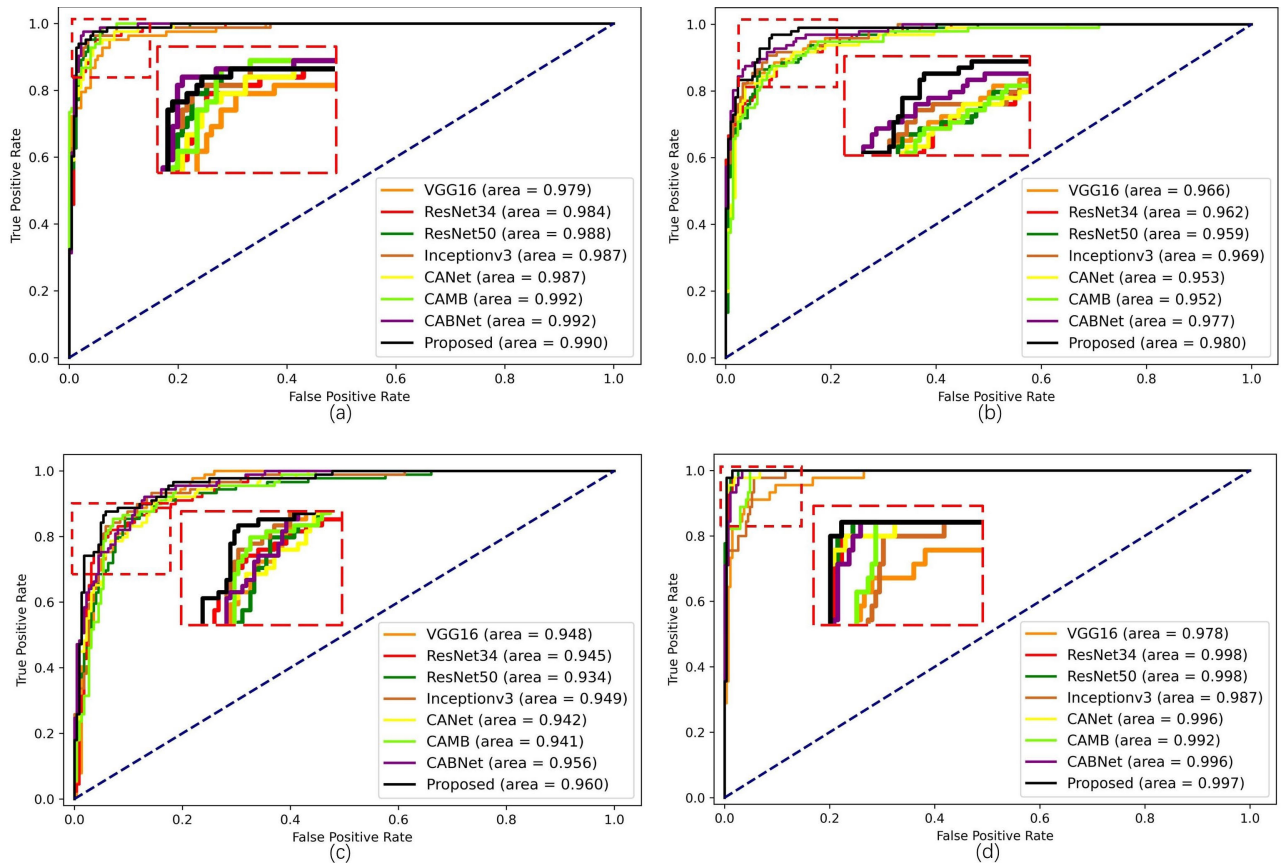 1.0
0.8
0.6
0.4
0.2
0.0
True Positive Rate
VGG16 (area = 0.979)
ResNet34 (area = 0.984)
ResNet50 (area = 0.988)
Inceptionv3 (area = 0.987)
CANet (area = 0.987)
CAMB (area = 0.992)
CABNet (area = 0.992)
Proposed (area = 0.990)
0.0 0.2 0.4 0.6 0.8 1.0
False Positive Rate
(a)
1.0
0.8
0.6
0.4
0.2
0.0
True Positive Rate
VGG16 (area = 0.966)
ResNet34 (area = 0.962)
ResNet50 (area = 0.959)
Inceptionv3 (area = 0.969)
CANet (area = 0.953)
CAMB (area = 0.952)
CABNet (area = 0.977)
Proposed (area = 0.980)
0.0 0.2 0.4 0.6 0.8 1.0
False Positive Rate
(b)
1.0
0.8
0.6
0.4
0.2
0.0
True Positive Rate
VGG16 (area = 0.948)
ResNet34 (area = 0.945)
ResNet50 (area = 0.934)
Inceptionv3 (area = 0.949)
CANet (area = 0.942)
CAMB (area = 0.941)
CABNet (area = 0.956)
Proposed (area = 0.960)
0.0 0.2 0.4 0.6 0.8 1.0
False Positive Rate
(c)
1.0
0.8
0.6
0.4
0.2
0.0
True Positive Rate
VGG16 (area = 0.978)
ResNet34 (area = 0.998)
ResNet50 (area = 0.998)
Inceptionv3 (area = 0.987)
CANet (area = 0.996)
CAMB (area = 0.992)
CABNet (area = 0.996)
Proposed (area = 0.997)
0.0 0.2 0.4 0.6 0.8 1.0
False Positive Rate
(d)